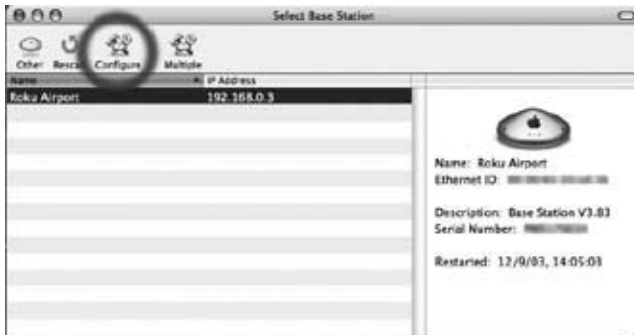 Select Base Station
Other Rescan Configure Multiple
Name IP Address
Roku Airport 192.168.0.3
Name: Roku Airport
Ethernet ID:
Description: Base Station V3.83
Serial Number:
Restarted: 12/9/03, 14:05:03